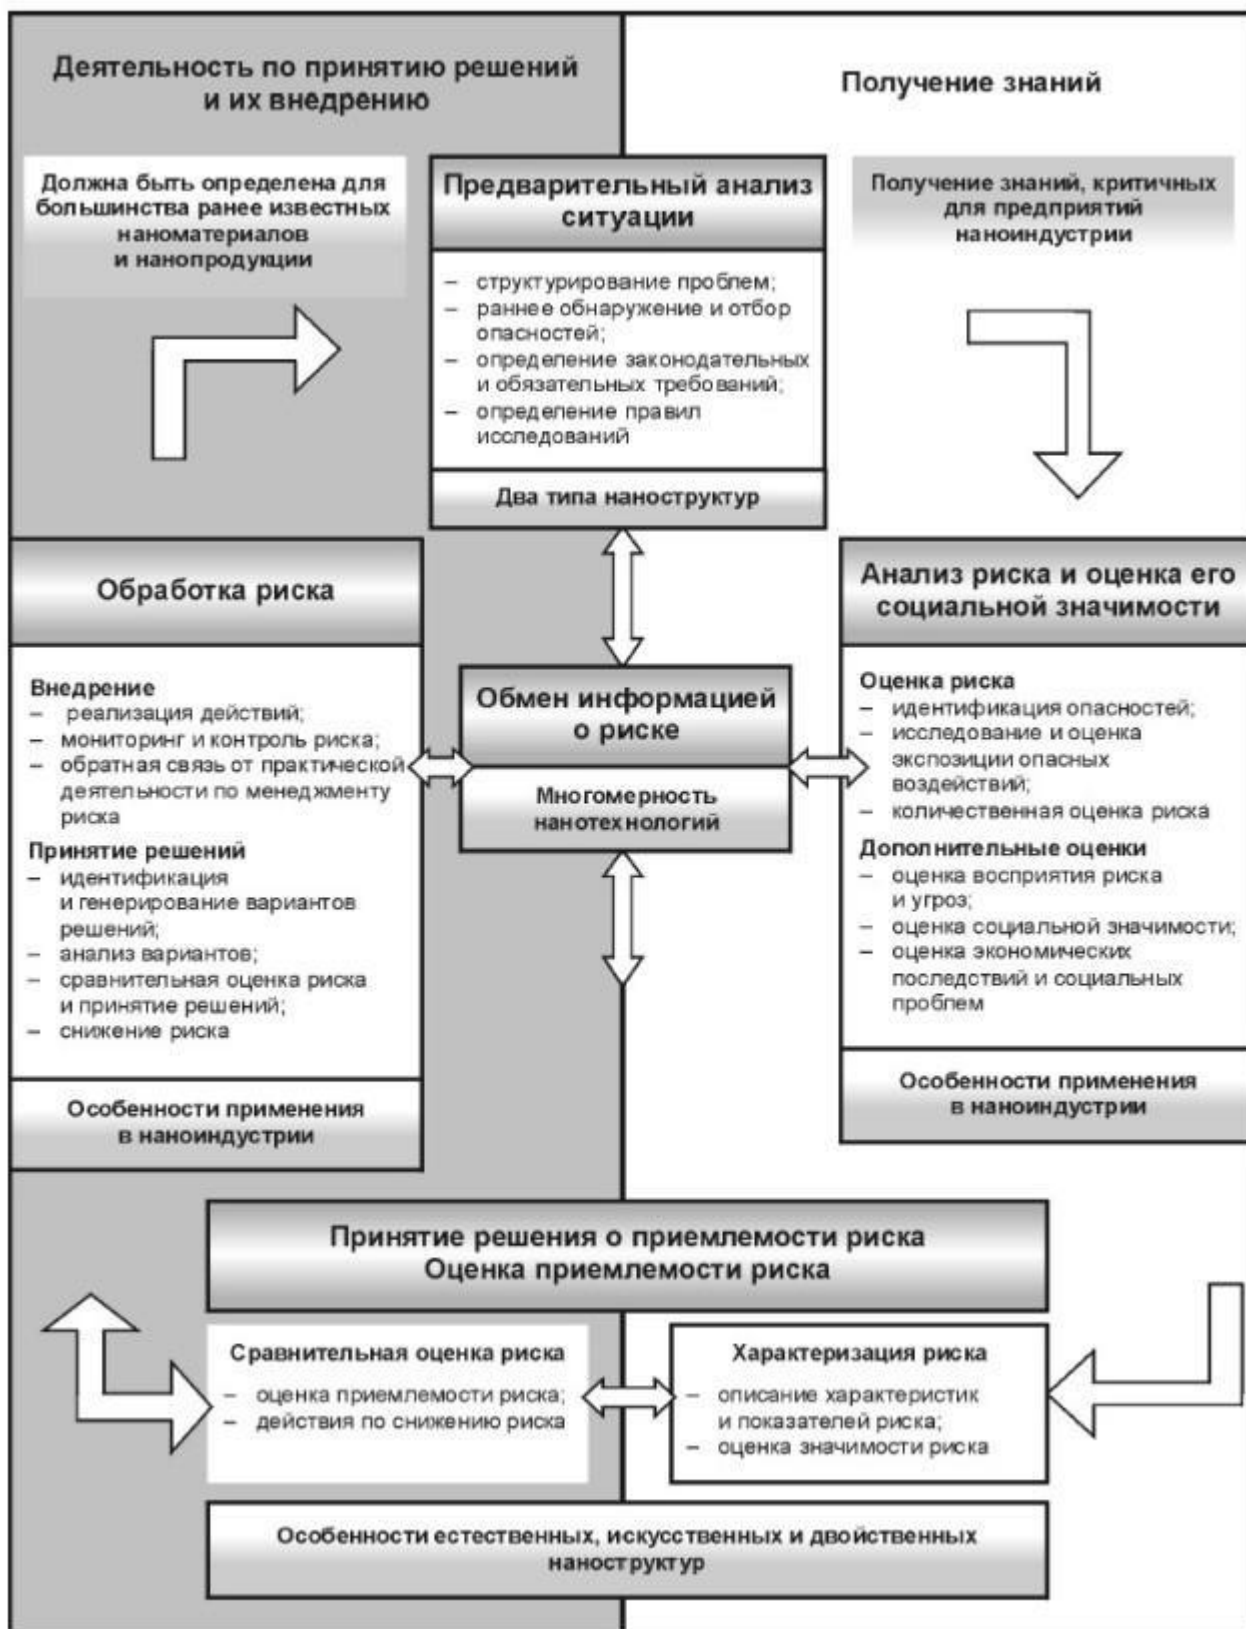 Деятельность по принятию решений
и их внедрению
Получение знаний
Должна быть определена для
большинства ранее известных
наноматериалов
и нанопродукции
Предварительный анализ
ситуации
– структурирование проблем;
– раннее обнаружение и отбор
опасностей;
– определение законодательных
и обязательных требований;
– определение правил
исследований
Два типа наноструктур
Получение знаний, критичных
для предприятий
наноиндустрии
Обработка риска
Внедрение
– реализация действий;
– мониторинг и контроль риска;
– обратная связь от практической
деятельности по менеджменту
риска
Принятие решений
– идентификация
и генерирование вариантов
решений;
– анализ вариантов;
– сравнительная оценка риска
и принятие решений;
– снижение риска
Особенности применения
в наноиндустрии
Обмен информацией
о риске
Многомерность
нанотехнологий
Анализ риска и оценка его
социальной значимости
Оценка риска
– идентификация опасностей;
– исследование и оценка
экспозиции опасных
воздействий;
– количественная оценка риска
Дополнительные оценки
– оценка восприятия риска
и угроз;
– оценка социальной значимости;
– оценка экономических
последствий и социальных
проблем
Особенности применения
в наноиндустрии
Принятие решения о приемлемости риска
Оценка приемлемости риска
Сравнительная оценка риска
– оценка приемлемости риска;
– действия по снижению риска
Характеризация риска
– описание характеристик
и показателей риска;
– оценка значимости риска
Особенности естественных, искусственных и двойственных
наноструктур